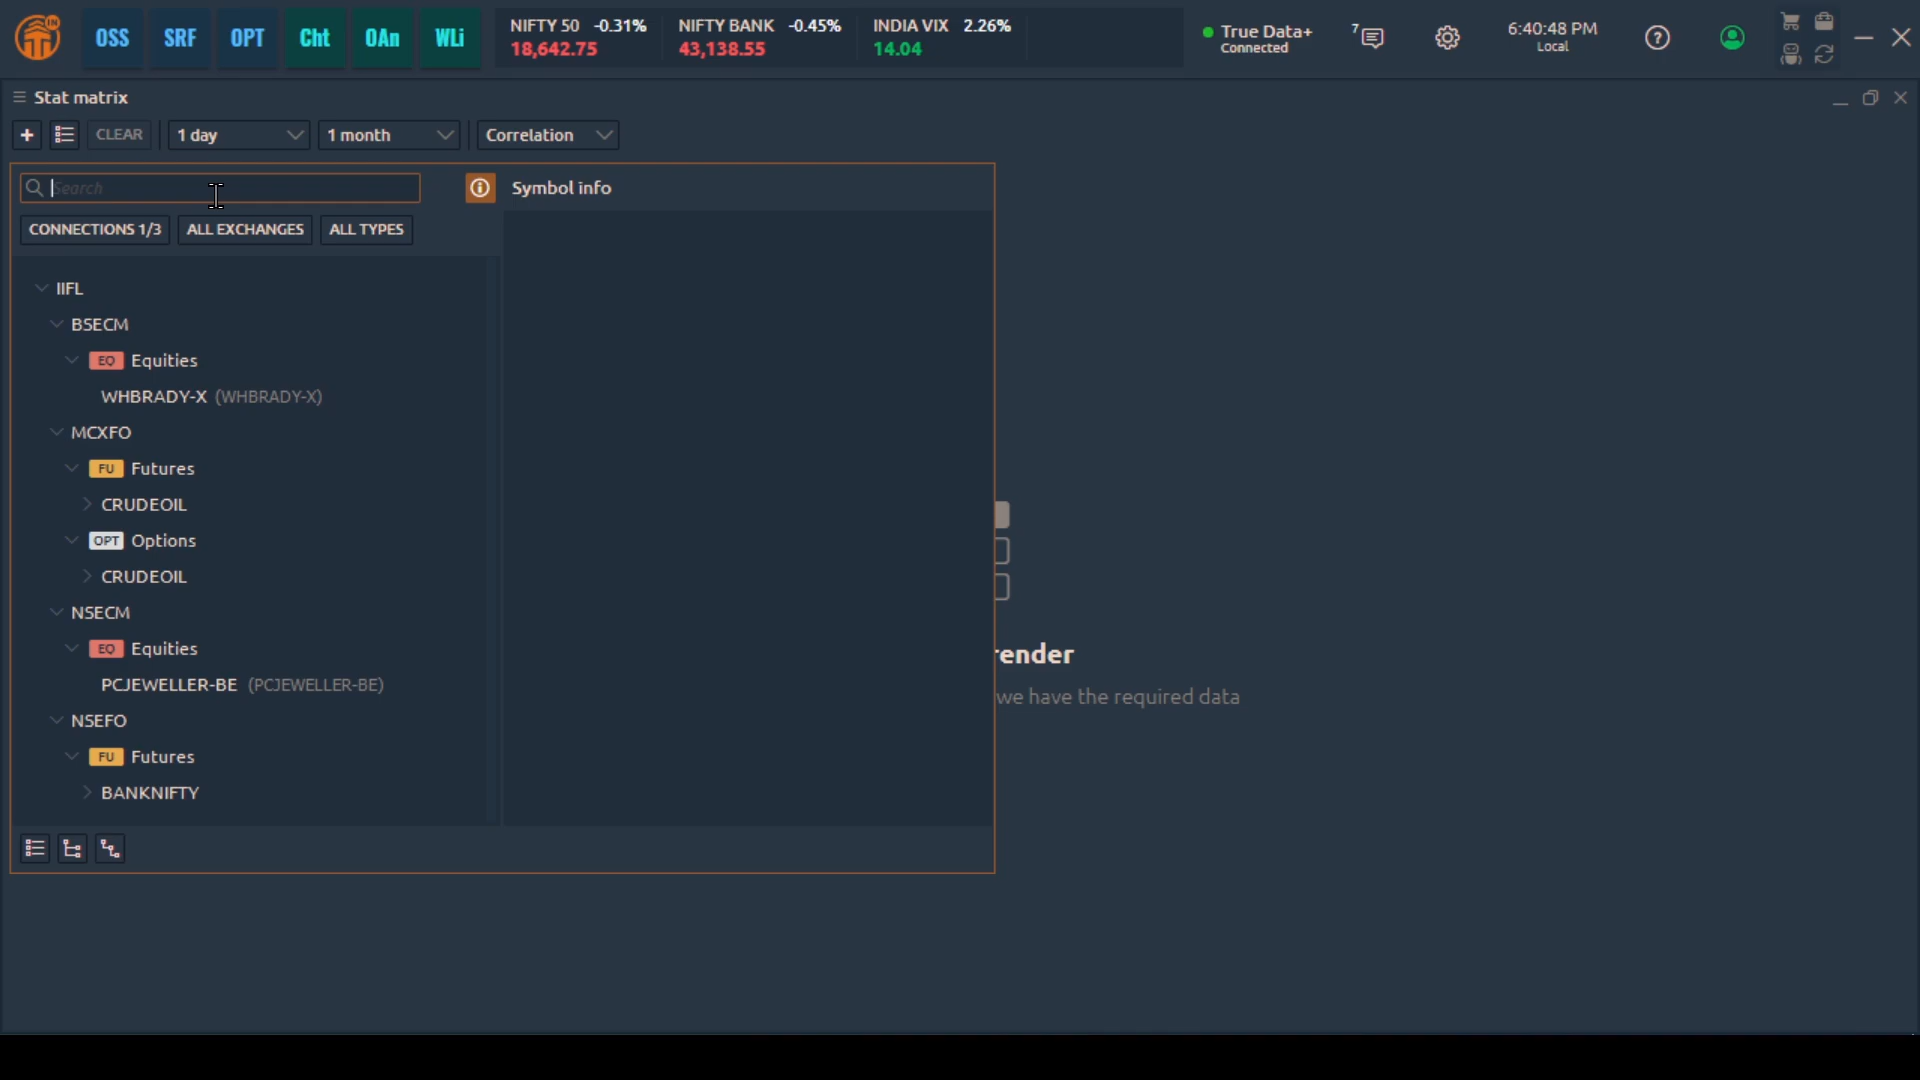 IN
OSS SRF OPT Cht OAn WLi
NIFTY 50 -0.31%
18,642.75
NIFTY BANK -0.45%
43,138.55
INDIA VIX 2.26%
14.04
True Data+
Connected
7
6:40:48 PM
Local
?
Stat matrix
+ CLEAR 1 day 1 month Correlation
Search
Symbol info
CONNECTIONS 1/3 ALL EXCHANGES ALL TYPES
IIFL
BSECM
EQ Equities
WHBRADY-X (WHBRADY-X)
MCXFO
FU Futures
CRUDEOIL
OPT Options
CRUDEOIL
NSECM
EQ Equities
PCJEWELLER-BE (PCJEWELLER-BE)
NSEFO
FU Futures
BANKNIFTY
render
we have the required data